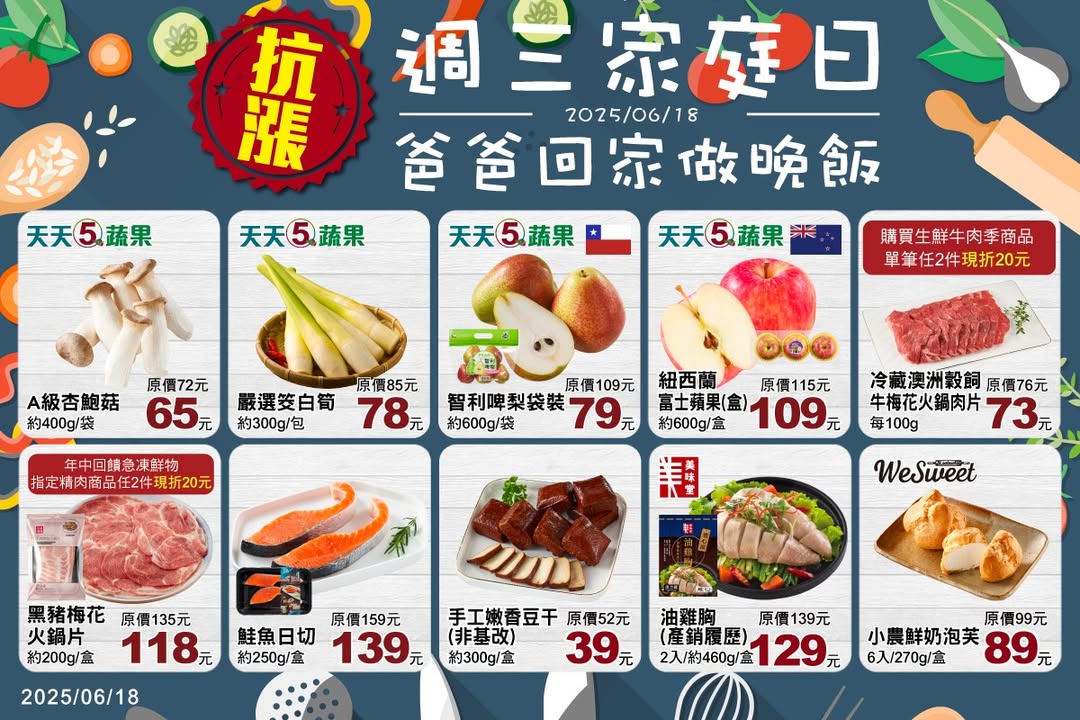 抗漲
週三家庭日
2025/06/18
爸爸回家做晚飯
天天5蔬果
原價72元
A級杏鮑菇
約400g/袋
65元
天天5蔬果
原價85元
嚴選筊白筍
約300g/包
78元
天天5蔬果
原價109元
智利啤梨袋裝
約600g/袋
79元
天天5蔬果
紐西蘭
富士蘋果(盒)
原價115元
約600g/盒
109元
購買生鮮牛肉季商品
單筆任2件現折20元
冷藏澳洲穀飼
牛梅花火鍋肉片
原價76元
每100g
73元
年中回饋急凍鮮物
指定精肉商品任2件現折20元
黑豬梅花
火鍋片
原價135元
約200g/盒
118元
原價159元
鮭魚日切
約250g/盒
139元
手工嫩香豆干
(非基改)
原價52元
約300g/盒
39元
美味堂
油雞胸
油雞胸
(產銷履歷)
原價139元
2入/約460g/盒
129元
WeSweet
原價99元
小農鮮奶泡芙
6入/270g/盒
89元
2025/06/18